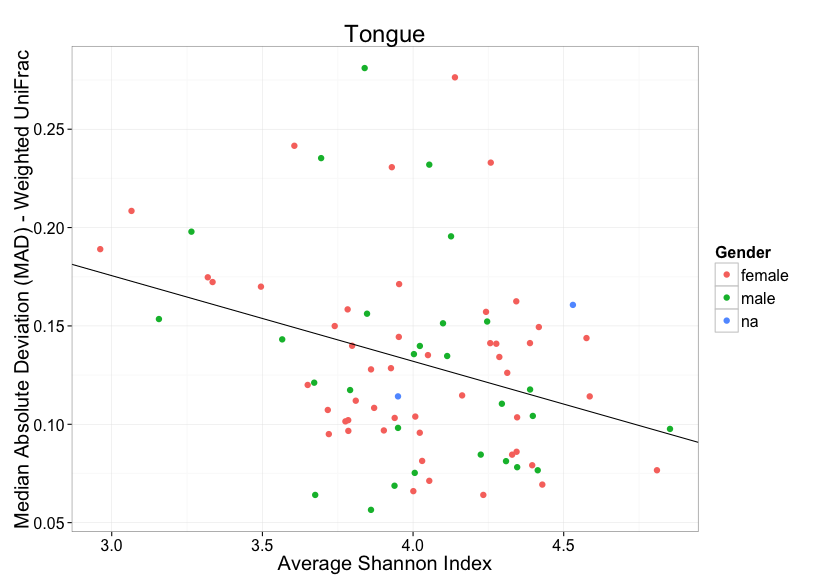 Tongue
Median Absolute Deviation (MAD) - Weighted UniFrac
0.25
0.20
0.15
0.10
0.05
3.0 3.5 4.0 4.5
Average Shannon Index
Gender
female
male
na